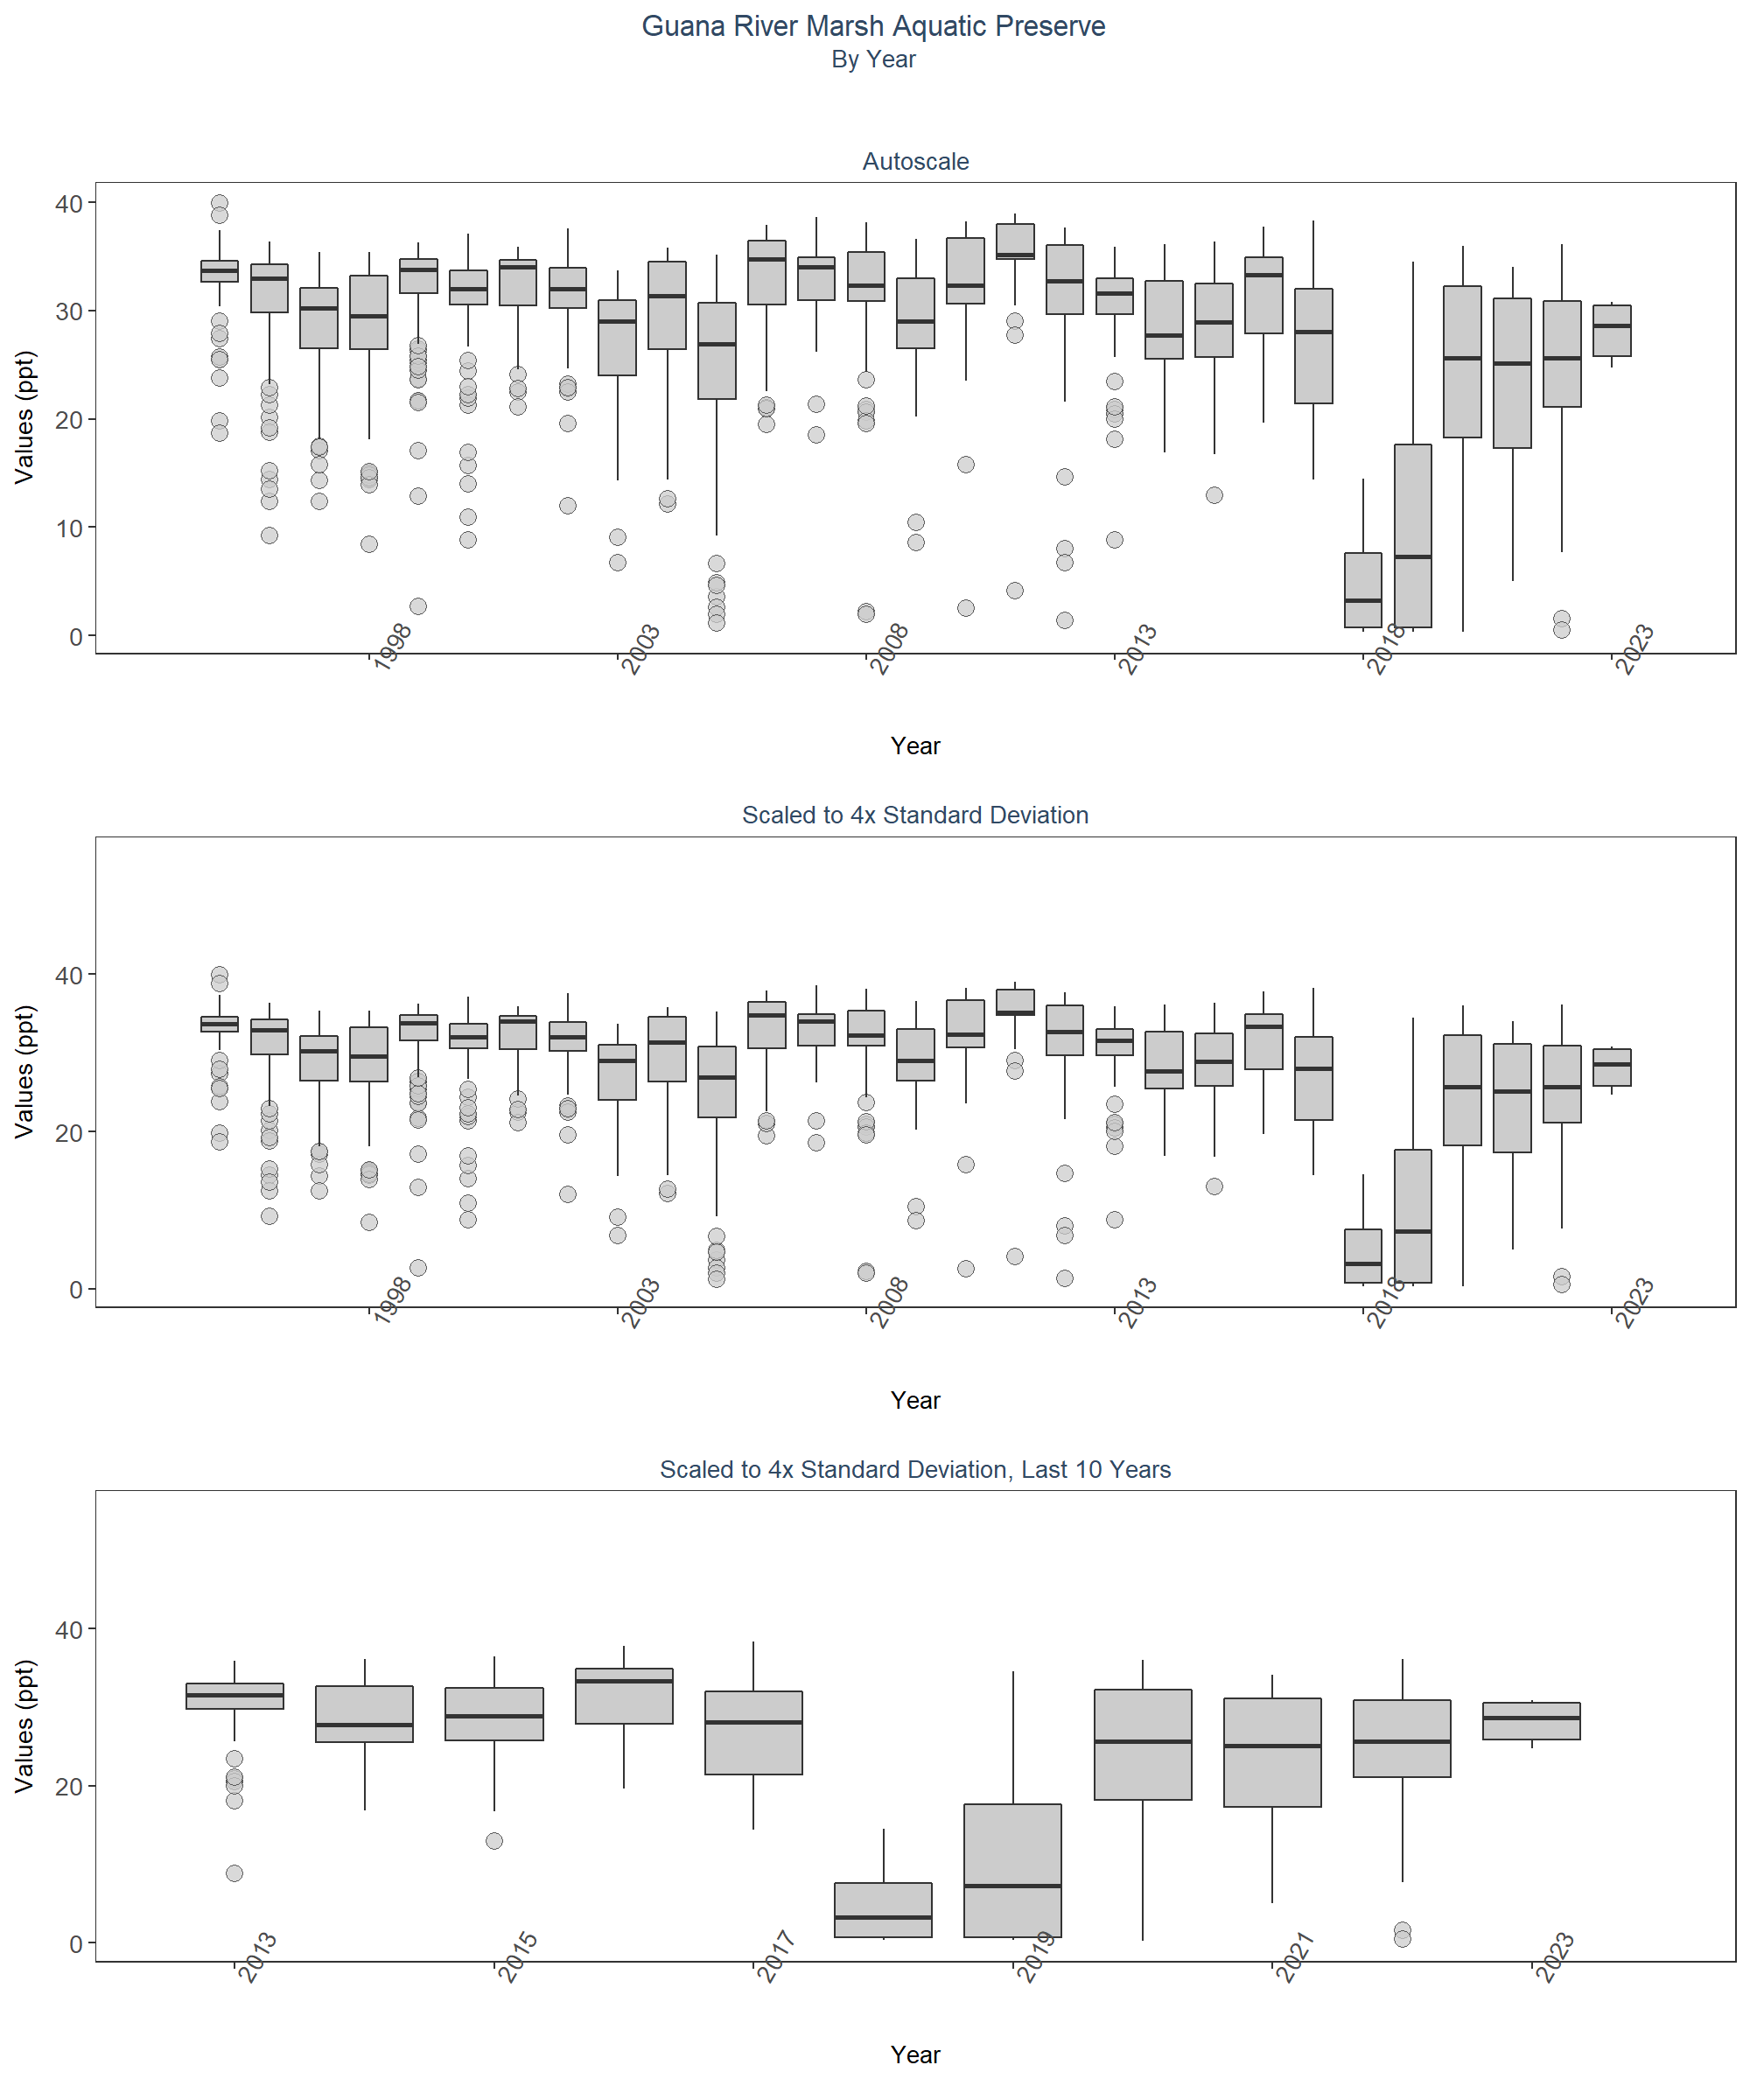 Guana River Marsh Aquatic Preserve
By Year
Autoscale
Values (ppt)
40
30
20
10
0
1998 2003 2008 2013 2018 2023
Year
Scaled to 4x Standard Deviation
Values (ppt)
40
20
0
1998 2003 2008 2013 2018 2023
Year
Scaled to 4x Standard Deviation, Last 10 Years
Values (ppt)
40
20
0
2013 2015 2017 2019 2021 2023
Year